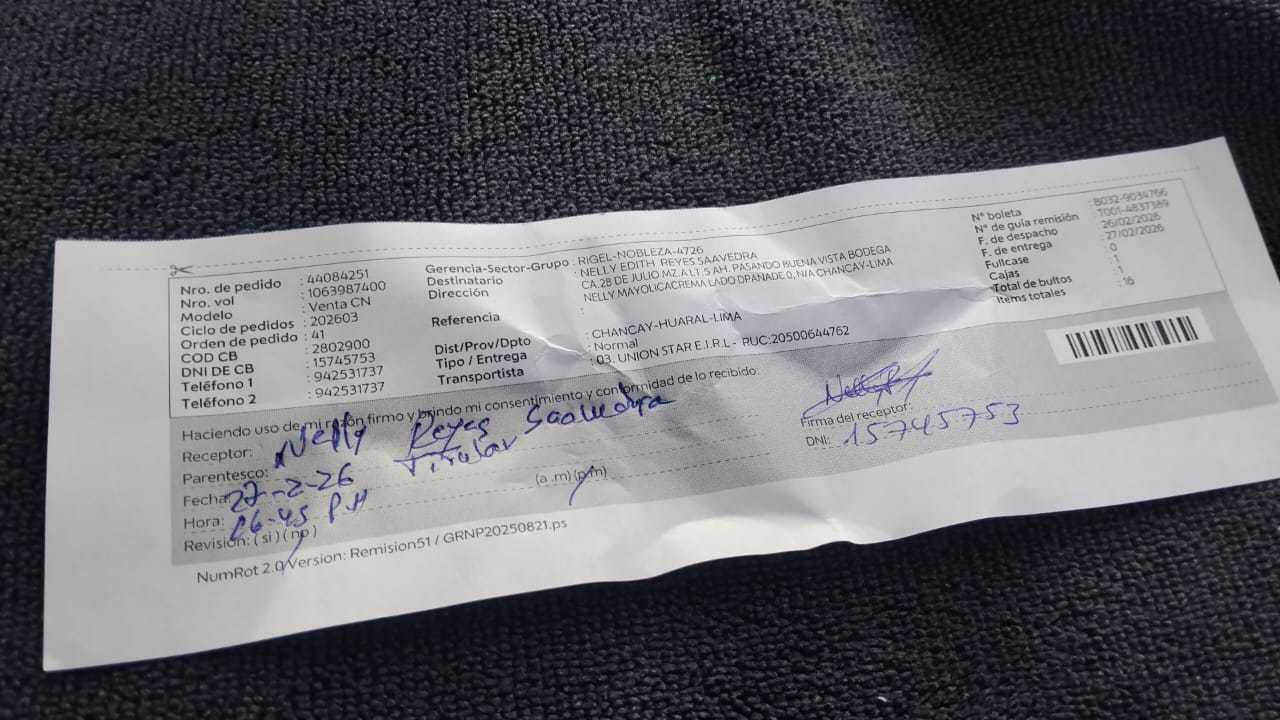 Nro. de pedido : 44084251
Nro. vol : 1063987400
Modelo : Venta CN
Ciclo de pedidos : 202603
Orden de pedido : 41
COD CB : 2802900
DNI DE CB : 15745753
Teléfono 1 : 942531737
Teléfono 2 : 942531737
Gerencia-Sector-Grupo : RIGEL-NOBLEZA-4726
Destinatario : NELLY EDITH REYES SAAVEDRA
Dirección : CA.28 DE JULIO MZ.A LT.5 AH. PASANDO BUENA VISTA BODEGA
NELLY MAYOLICACREMA LADO DPANADE.0, N/A CHANCAY-LIMA
Referencia :
Dist/Prov/Dpto : CHANCAY-HUARAL-LIMA
Tipo / Entrega : Normal
Transportista : 03. UNION STAR E.I.R.L - RUC:20500644762
N° boleta : B032-9034766
N° de guía remisión : T001-4837389
F. de despacho : 26/02/2026
F. de entrega : 27/02/2026
Fullcase : 0
Cajas : 1
Total de bultos : 1
Items totales : 16
Haciendo uso de mi razón firmo y brindo mi consentimiento y conformidad de lo recibido.
Receptor: Nelly Reyes Saavedra
Parentesco: Titular
Fecha: 27-2-26
Hora: 06-45 P.M (a .m) (p.m)
Revisión: ( si ) ( no )
Firma del receptor:
DNI: 15745753
NumRot 2.0 Version: Remision51 / GRNP20250821.ps